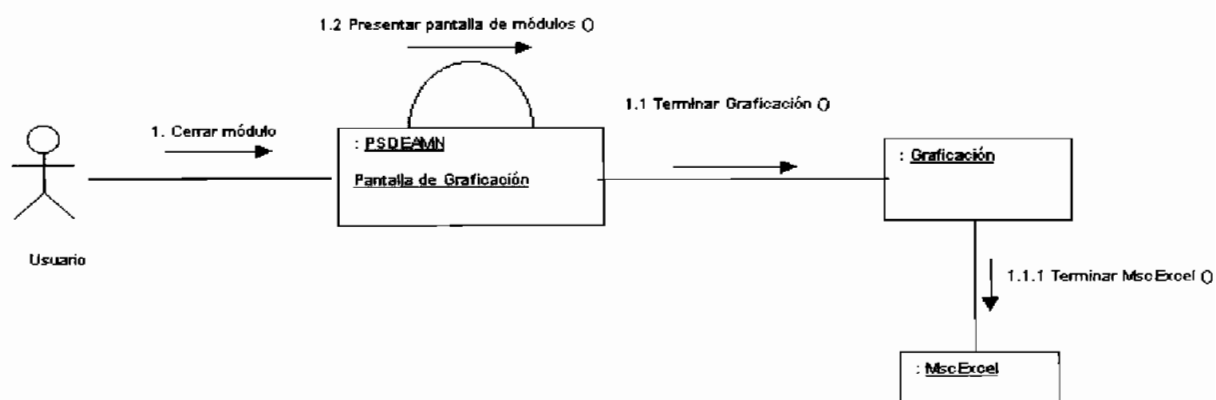 1.2 Presentar pantalla de módulos ()
1.1 Terminar Graficación ()
1. Cerrar módulo
: PSDEAMN
Pantalla de Graficación
: Graficación
Usuario
1.1.1 Terminar MscExcel ()
: MscExcel